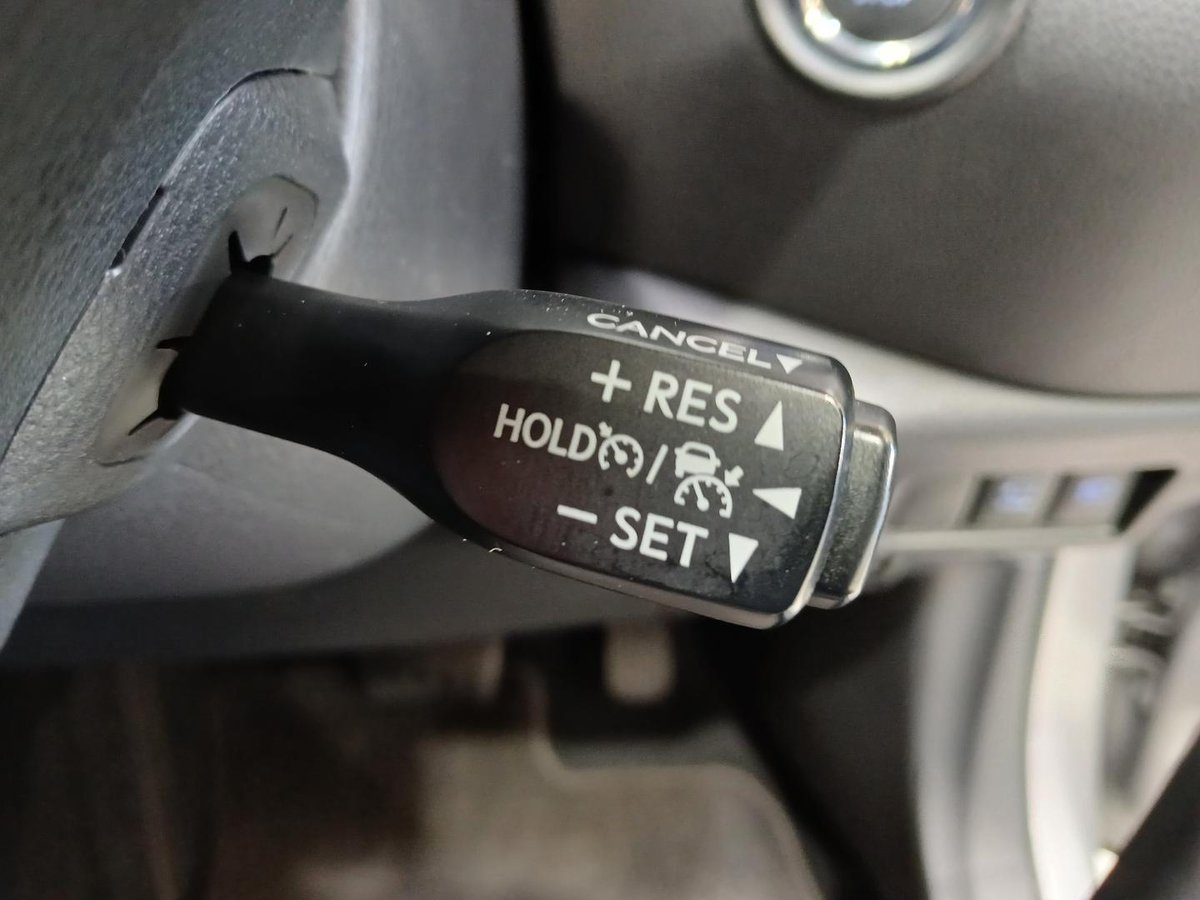 CANCEL▼
+ RES ▲
HOLD / ◀
− SET ▼